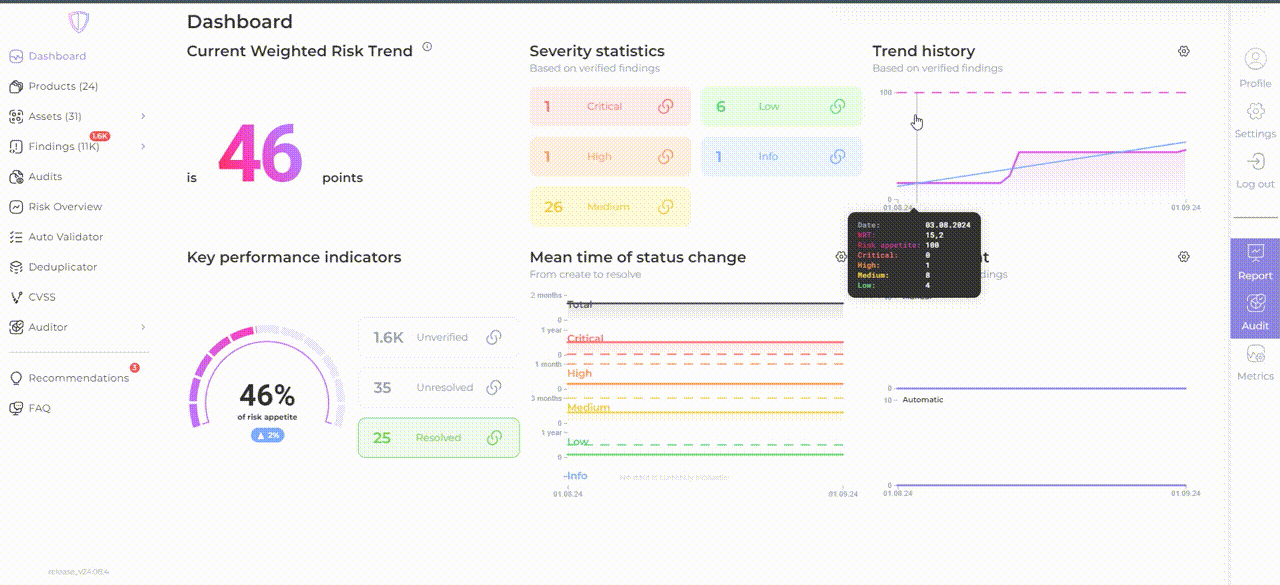 Dashboard
Dashboard
Products (24)
Assets (31)
1.6K
Findings (11K)
Audits
Risk Overview
Auto Validator
Deduplicator
CVSS
Auditor
3
Recommendations
FAQ
release_v24.09.4
Current Weighted Risk Trend
is 46 points
Severity statistics
Based on verified findings
1 Critical
6 Low
1 High
1 Info
26 Medium
Trend history
Based on verified findings
100
0
01.08.24 01.09.24
Date: 03.08.2024
WRT: 15,2
Risk appetite: 100
Critical: 0
High: 1
Medium: 8
Low: 4
Key performance indicators
46%
of risk appetite
2%
1.6K Unverified
35 Unresolved
25 Resolved
Mean time of status change
From create to resolve
2 months
Total
0
1 year
Critical
0
1 month
High
0
3 months
Medium
0
1 year
Low
0
Info
01.08.24 01.09.24
0
10 Automatic
0
01.08.24 01.09.24
Profile
Settings
Log out
Report
Audit
Metrics